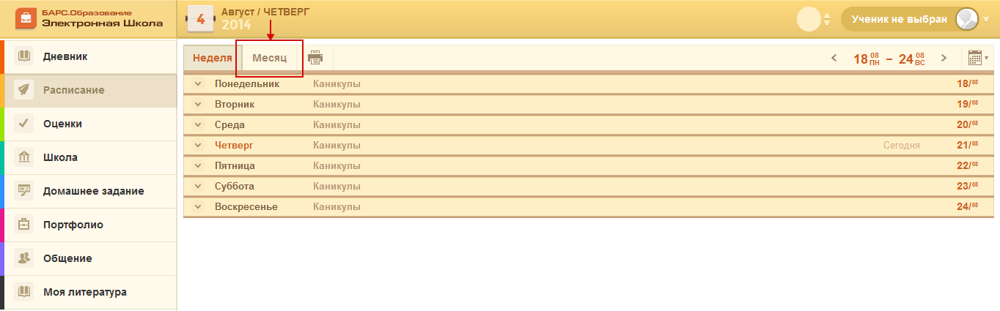 БАРС.Образование
Электронная Школа
4
Август / ЧЕТВЕРГ
2014
Ученик не выбран
Дневник
Расписание
Оценки
Школа
Домашнее задание
Портфолио
Общение
Моя литература
Неделя Месяц
18 08 ПН – 24 08 ВС
Понедельник Каникулы 18/08
Вторник Каникулы 19/08
Среда Каникулы 20/08
Четверг Каникулы Сегодня 21/08
Пятница Каникулы 22/08
Суббота Каникулы 23/08
Воскресенье Каникулы 24/08